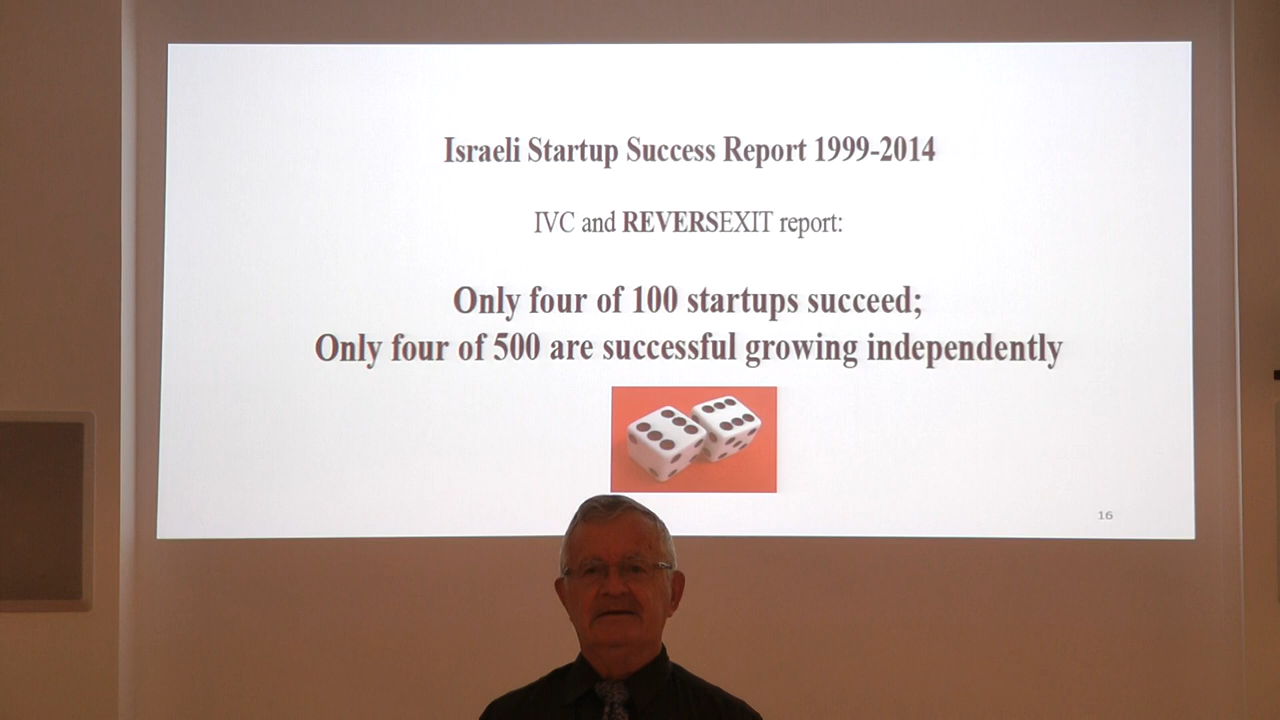 Israeli Startup Success Report 1999-2014
IVC and REVERSEXIT report:
Only four of 100 startups succeed;
Only four of 500 are successful growing independently
16